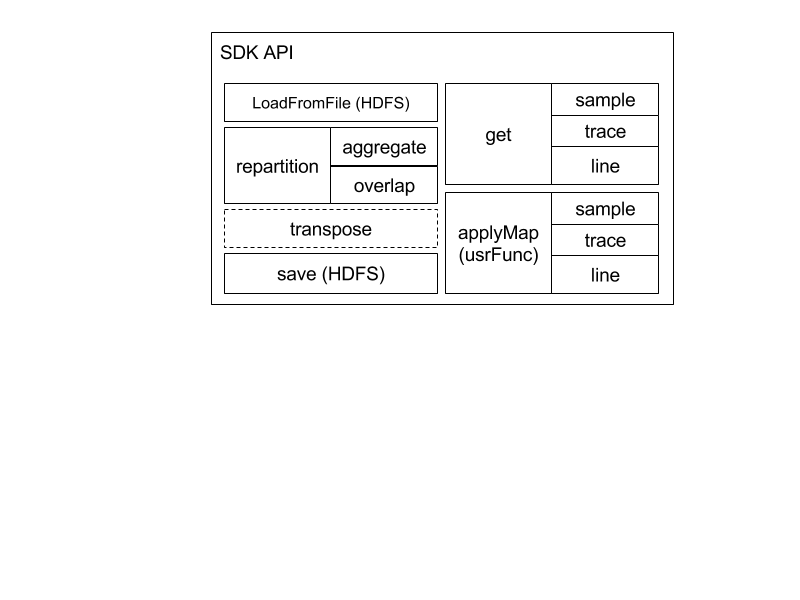 SDK API
LoadFromFile (HDFS)
repartition
aggregate
overlap
transpose
save (HDFS)
get
sample
trace
line
applyMap
(usrFunc)
sample
trace
line